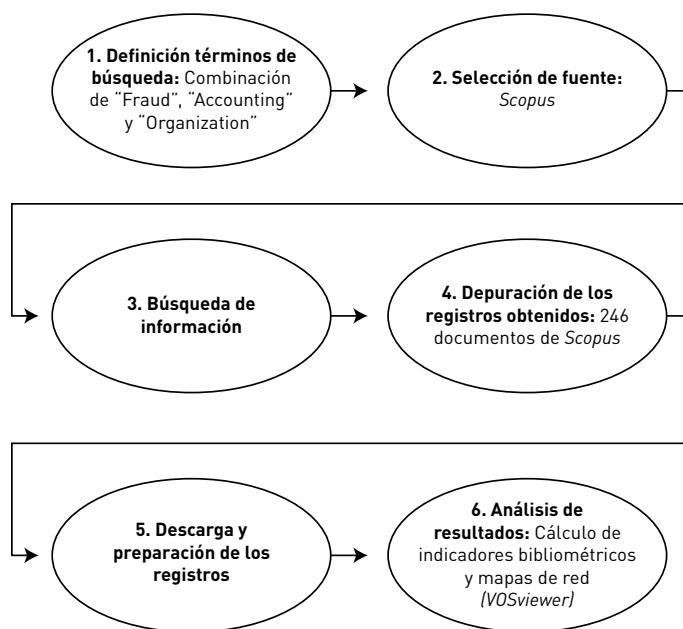 1. Definición términos de
búsqueda: Combinación
de “Fraud”, “Accounting”
y “Organization”
2. Selección de fuente:
Scopus
3. Búsqueda de
información
4. Depuración de los
registros obtenidos: 246
documentos de Scopus
5. Descarga y
preparación de los
registros
6. Análisis de
resultados: Cálculo de
indicadores bibliométricos
y mapas de red
(VOSviewer)